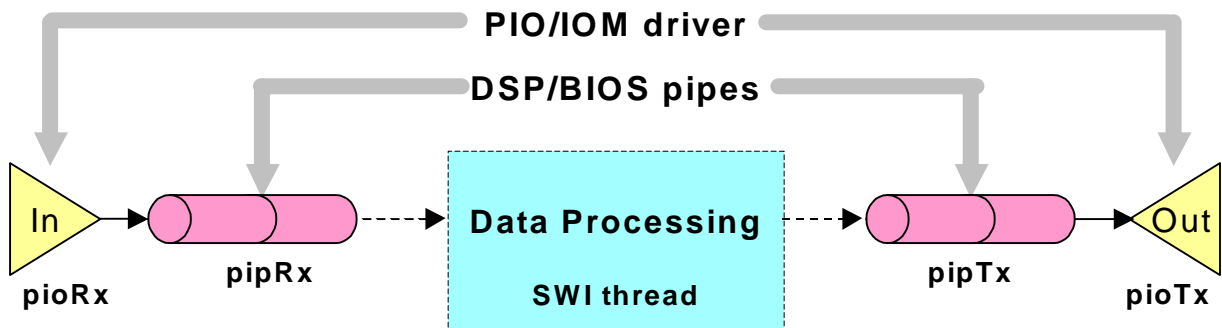 PIO/IOM driver
DSP/BIOS pipes
In
Data Processing
Out
pioRx
pipRx
SWI thread
pipTx
pioTx